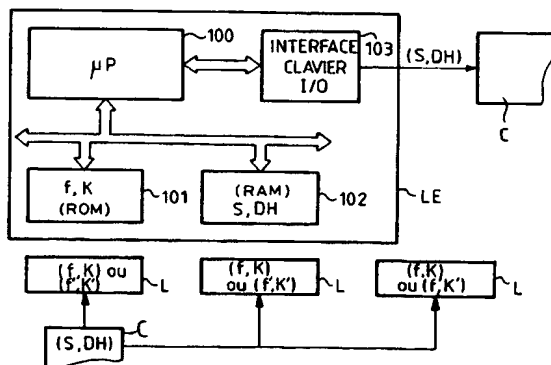 100
μP
INTERFACE 103
CLAVIER
I/O
(S,DH)
C
f, K
(ROM)
101
(RAM)
S, DH
102
LE
(f,K) ou
(f',K')
L
(f,K)
ou (f',K')
L
(f,K)
ou (f',K')
L
C
(S,DH)